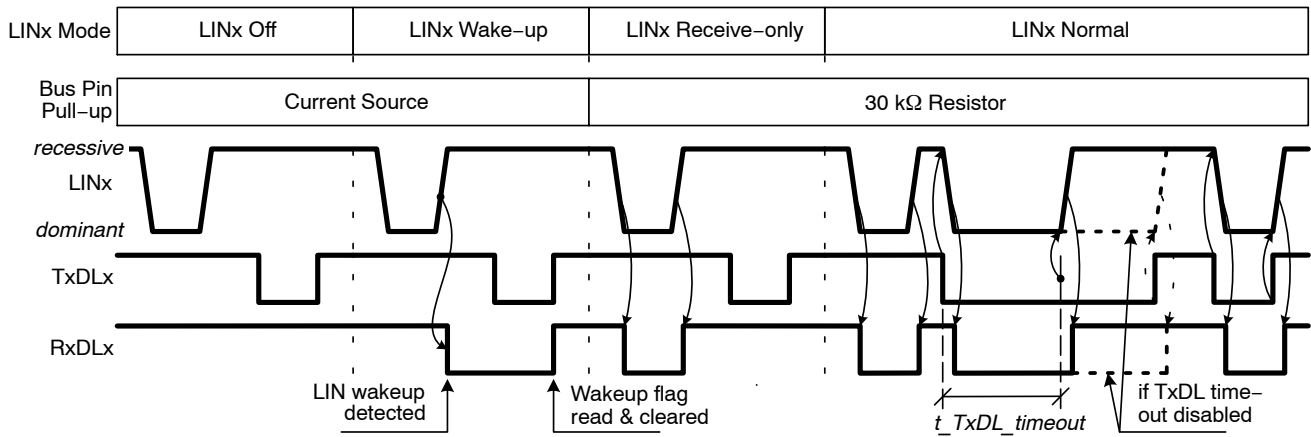 LINx Mode LINx Off LINx Wake−up LINx Receive−only LINx Normal
Bus Pin
Pull−up
Current Source 30 kΩ Resistor
recessive
LINx
dominant
TxDLx
RxDLx
LIN wakeup
detected
Wakeup flag
read & cleared
t_TxDL_timeout
if TxDL time−
out disabled